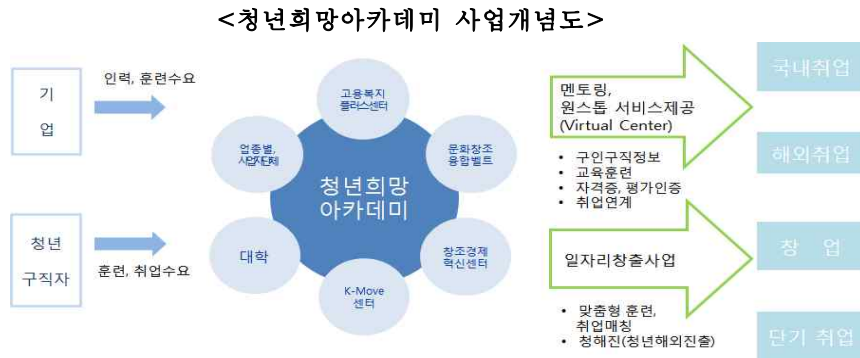 <청년희망아카데미 사업개념도>
기
업
인력, 훈련수요
청년
구직자
훈련, 취업수요
고용복지
플러스센터
업종별,
사업자단체
문화창조
융합벨트
청년희망
아카데미
대학
창조경제
혁신센터
K-Move
센터
멘토링,
원스톱 서비스제공
(Virtual Center)
• 구인구직정보
• 교육훈련
• 자격증, 평가인증
• 취업연계
일자리창출사업
• 맞춤형 훈련,
취업매칭
• 청해진(청년해외진출)
국내취업
해외취업
창 업
단기 취업